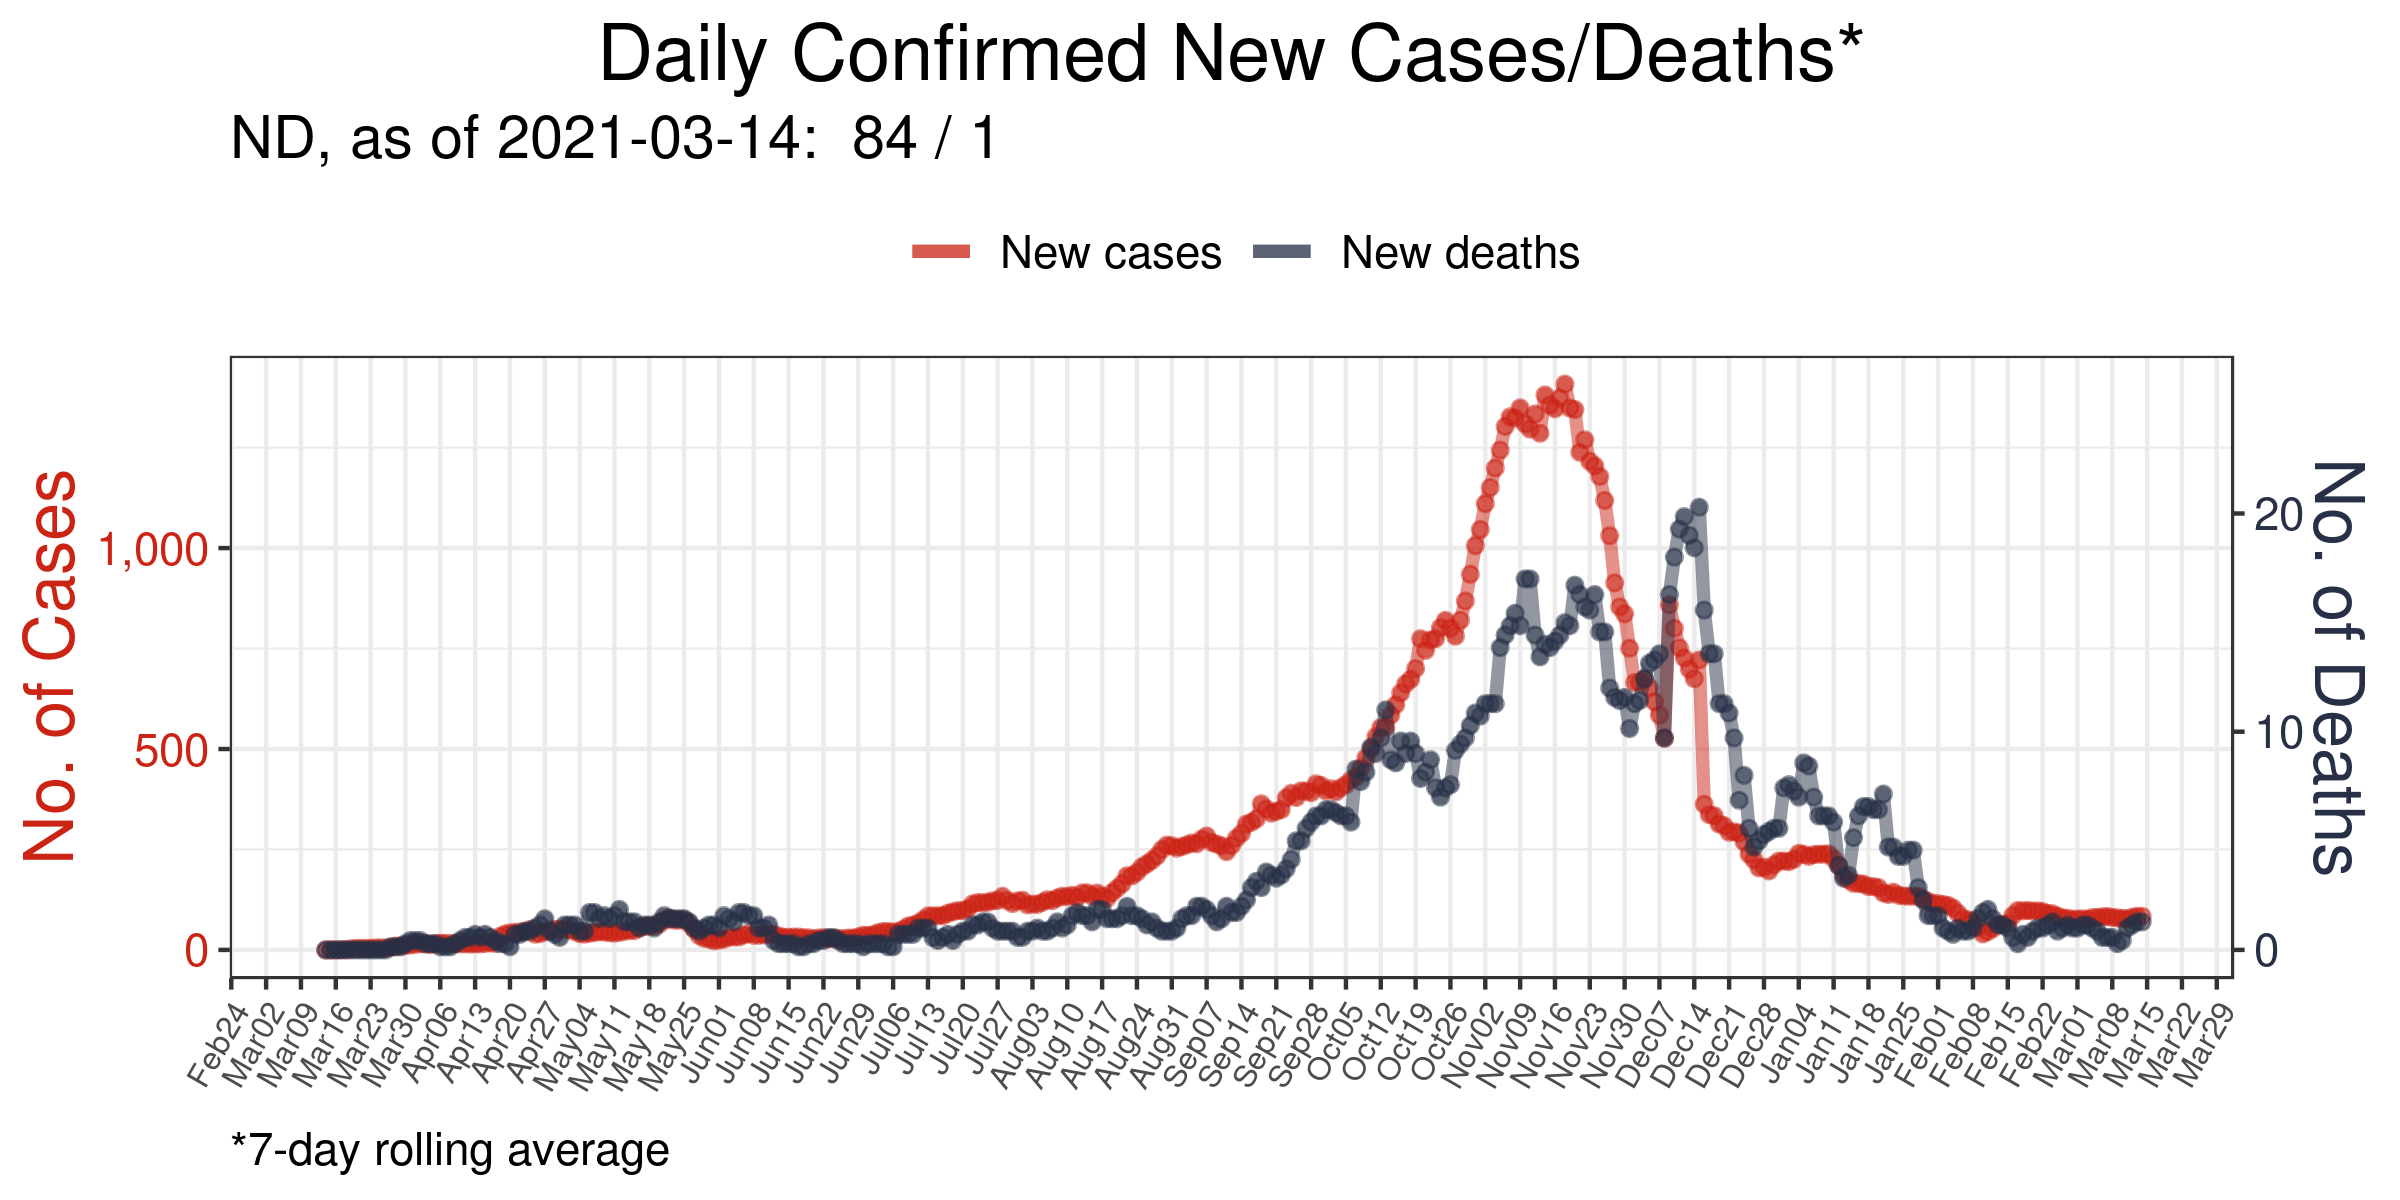 Daily Confirmed New Cases/Deaths*
ND, as of 2021-03-14:  84 / 1
New cases
New deaths
No. of Cases
1,000
500
0
No. of Deaths
20
10
0
Feb24
Mar02
Mar09
Mar16
Mar23
Mar30
Apr06
Apr13
Apr20
Apr27
May04
May11
May18
May25
Jun01
Jun08
Jun15
Jun22
Jun29
Jul06
Jul13
Jul20
Jul27
Aug03
Aug10
Aug17
Aug24
Aug31
Sep07
Sep14
Sep21
Sep28
Oct05
Oct12
Oct19
Oct26
Nov02
Nov09
Nov16
Nov23
Nov30
Dec07
Dec14
Dec21
Dec28
Jan04
Jan11
Jan18
Jan25
Feb01
Feb08
Feb15
Feb22
Mar01
Mar08
Mar15
Mar22
Mar29
*7-day rolling average